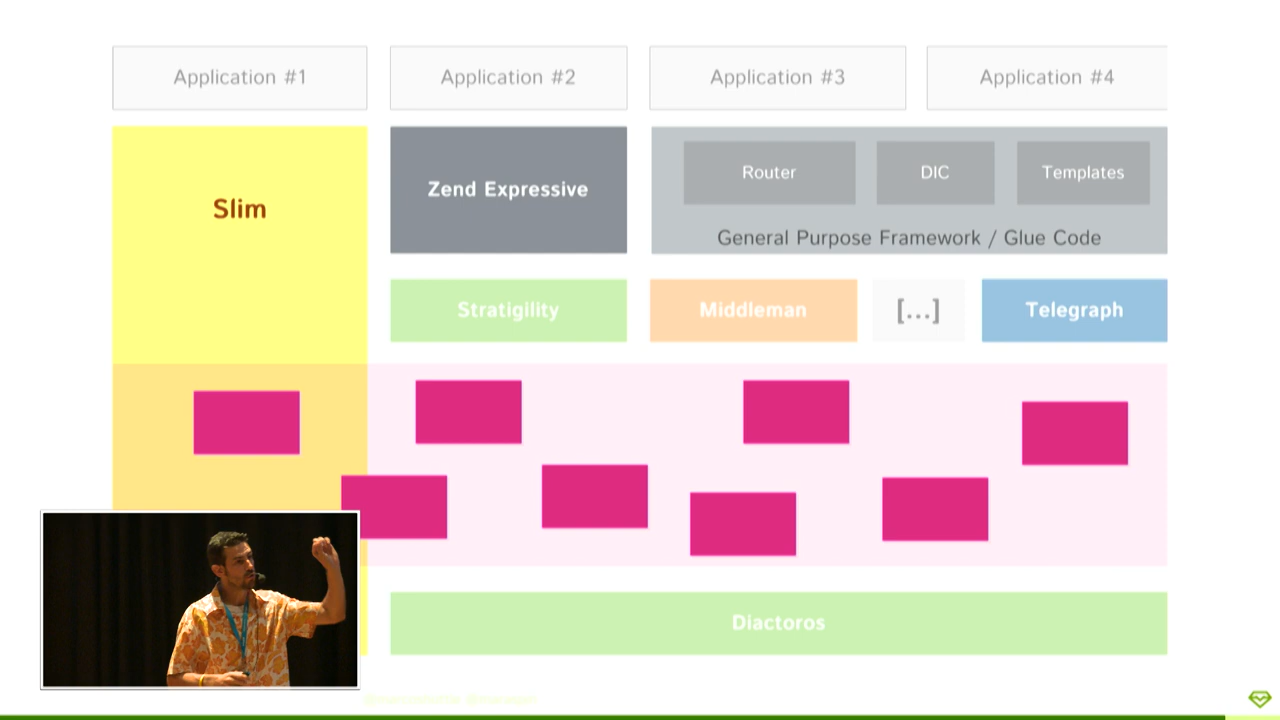 Application #1
Application #2
Application #3
Application #4
Slim
Zend Expressive
Router
DIC
Templates
General Purpose Framework / Glue Code
Stratigility
Middleman
[...]
Telegraph
Diactoros